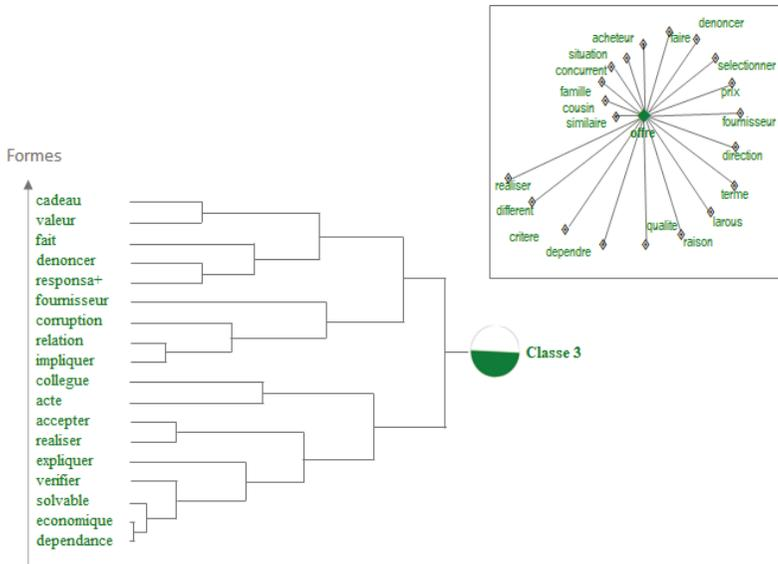 Formes
cadeau
valeur
fait
denoncer
responsa+
fournisseur
corruption
relation
impliquer
collegue
acte
accepter
realiser
expliquer
verifier
solvable
economique
dependance
Classe 3
denoncer
acheteur
faire
situation
selectionner
concurrent
famille
prix
cousin
similaire
fournisseur
offre
direction
realiser
terme
different
larous
critere
qualite
raison
dependre